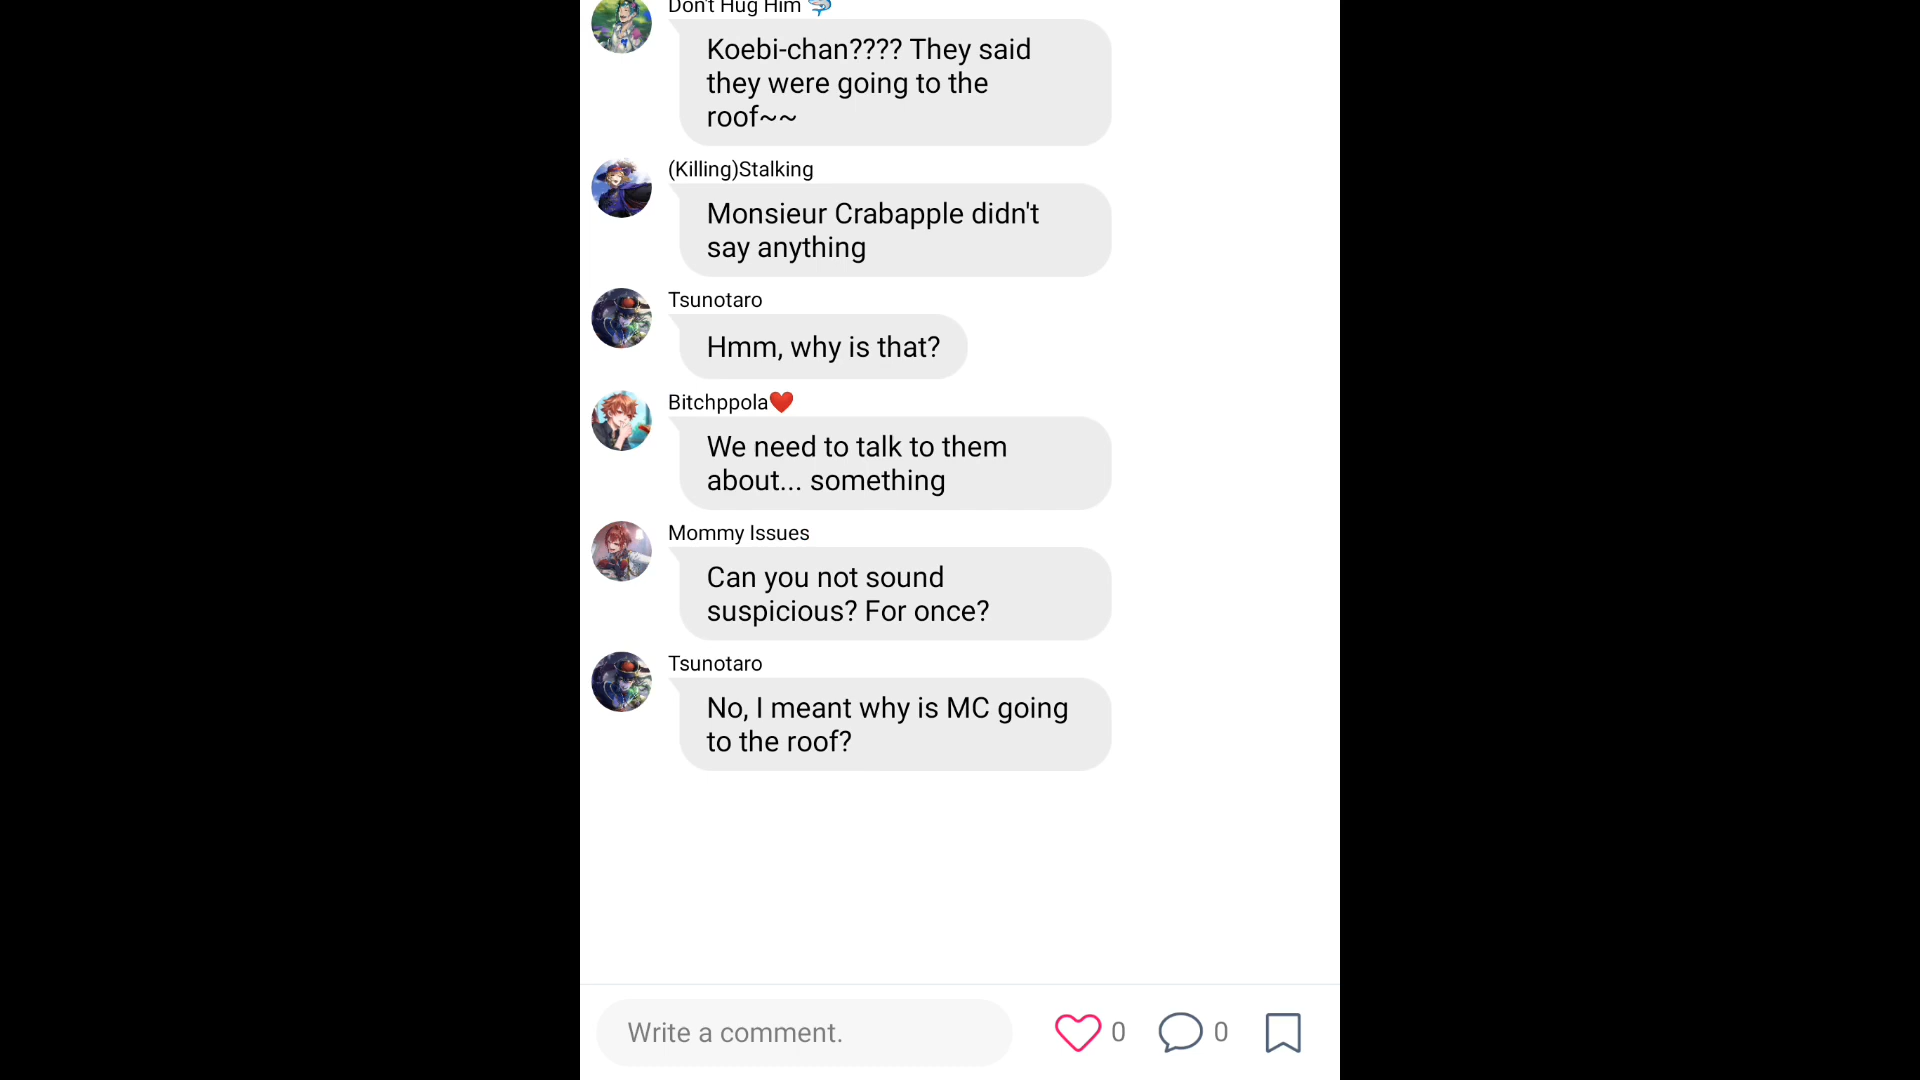 Don't Hug Him
Koebi-chan???? They said
they were going to the
roof~~
(Killing)Stalking
Monsieur Crabapple didn't
say anything
Tsunotaro
Hmm, why is that?
Bitchppola❤️
We need to talk to them
about... something
Mommy Issues
Can you not sound
suspicious? For once?
Tsunotaro
No, I meant why is MC going
to the roof?
Write a comment.
0
0